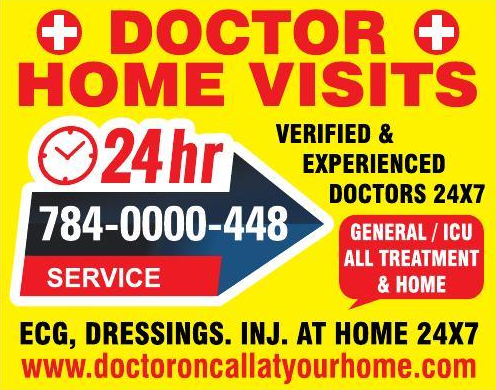 DOCTOR
HOME VISITS
24 hr
784-0000-448
SERVICE
VERIFIED &
EXPERIENCED
DOCTORS 24X7
GENERAL / ICU
ALL TREATMENT
& HOME
ECG, DRESSINGS. INJ. AT HOME 24X7
www.doctoroncallatyourhome.com